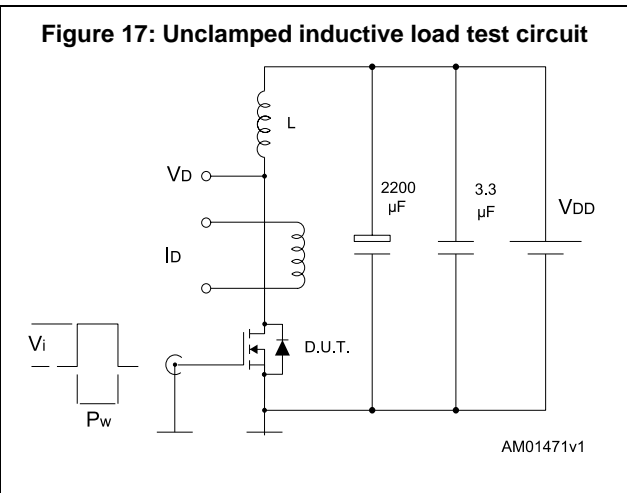 Figure 17: Unclamped inductive load test circuit
L
VD
2200
µF
3.3
µF
VDD
ID
Vi
D.U.T.
Pw
AM01471v1